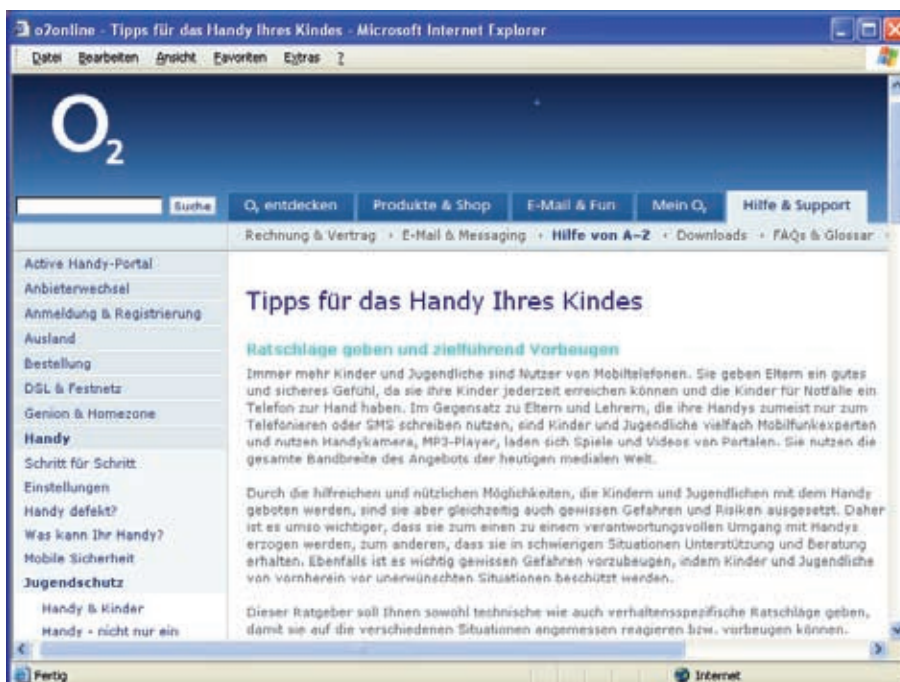 o2online - Tipps für das Handy Ihres Kindes - Microsoft Internet Explorer
Datei Bearbeiten Ansicht Favoriten Extras ?
O2
Suche
O2 entdecken Produkte & Shop E-Mail & Fun Mein O2 Hilfe & Support
Rechnung & Vertrag • E-Mail & Messaging • Hilfe von A–Z • Downloads • FAQs & Glossar
Active Handy-Portal
Anbieterwechsel
Anmeldung & Registrierung
Ausland
Bestellung
DSL & Festnetz
Genion & Homezone
Handy
Schritt für Schritt
Einstellungen
Handy defekt?
Was kann Ihr Handy?
Mobile Sicherheit
Jugendschutz
Handy & Kinder
Handy - nicht nur ein
Tipps für das Handy Ihres Kindes
Ratschläge geben und zielführend Vorbeugen
Immer mehr Kinder und Jugendliche sind Nutzer von Mobiltelefonen. Sie geben Eltern ein gutes
und sicheres Gefühl, da sie ihre Kinder jederzeit erreichen können und die Kinder für Notfälle ein
Telefon zur Hand haben. Im Gegensatz zu Eltern und Lehrern, die ihre Handys zumeist nur zum
Telefonieren oder SMS schreiben nutzen, sind Kinder und Jugendliche vielfach Mobilfunkexperten
und nutzen Handykamera, MP3-Player, laden sich Spiele und Videos von Portalen. Sie nutzen die
gesamte Bandbreite des Angebots der heutigen medialen Welt.
Durch die hilfreichen und nützlichen Möglichkeiten, die Kindern und Jugendlichen mit dem Handy
geboten werden, sind sie aber gleichzeitig auch gewissen Gefahren und Risiken ausgesetzt. Daher
ist es umso wichtiger, dass sie zum einen zu einem verantwortungsvollen Umgang mit Handys
erzogen werden, zum anderen, dass sie in schwierigen Situationen Unterstützung und Beratung
erhalten. Ebenfalls ist es wichtig gewissen Gefahren vorzubeugen, indem Kinder und Jugendliche
von vornherein vor unerwünschten Situationen beschützt werden.
Dieser Ratgeber soll Ihnen sowohl technische wie auch verhaltensspezifische Ratschläge geben,
damit sie auf die verschiedenen Situationen angemessen reagieren bzw. vorbeugen können.
Fertig
Internet